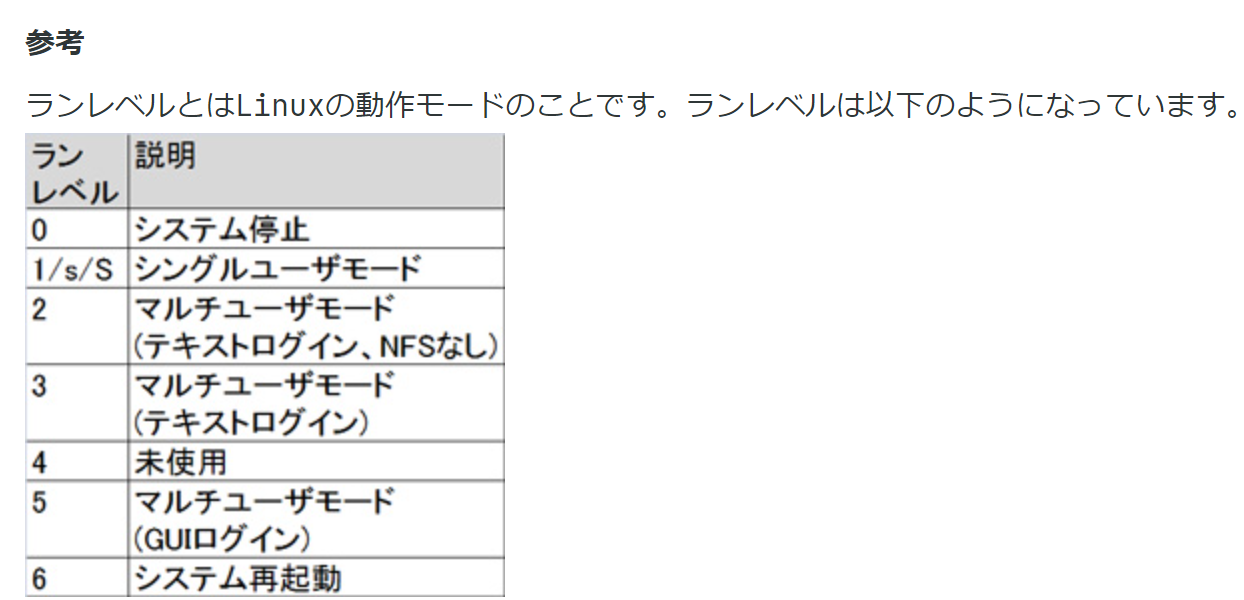 参考
ランレベルとはLinuxの動作モードのことです。ランレベルは以下のようになっています。
ラン
レベル
説明
0 システム停止
1/s/S シングルユーザモード
2 マルチユーザモード
(テキストログイン、NFSなし)
3 マルチユーザモード
(テキストログイン)
4 未使用
5 マルチユーザモード
(GUIログイン)
6 システム再起動